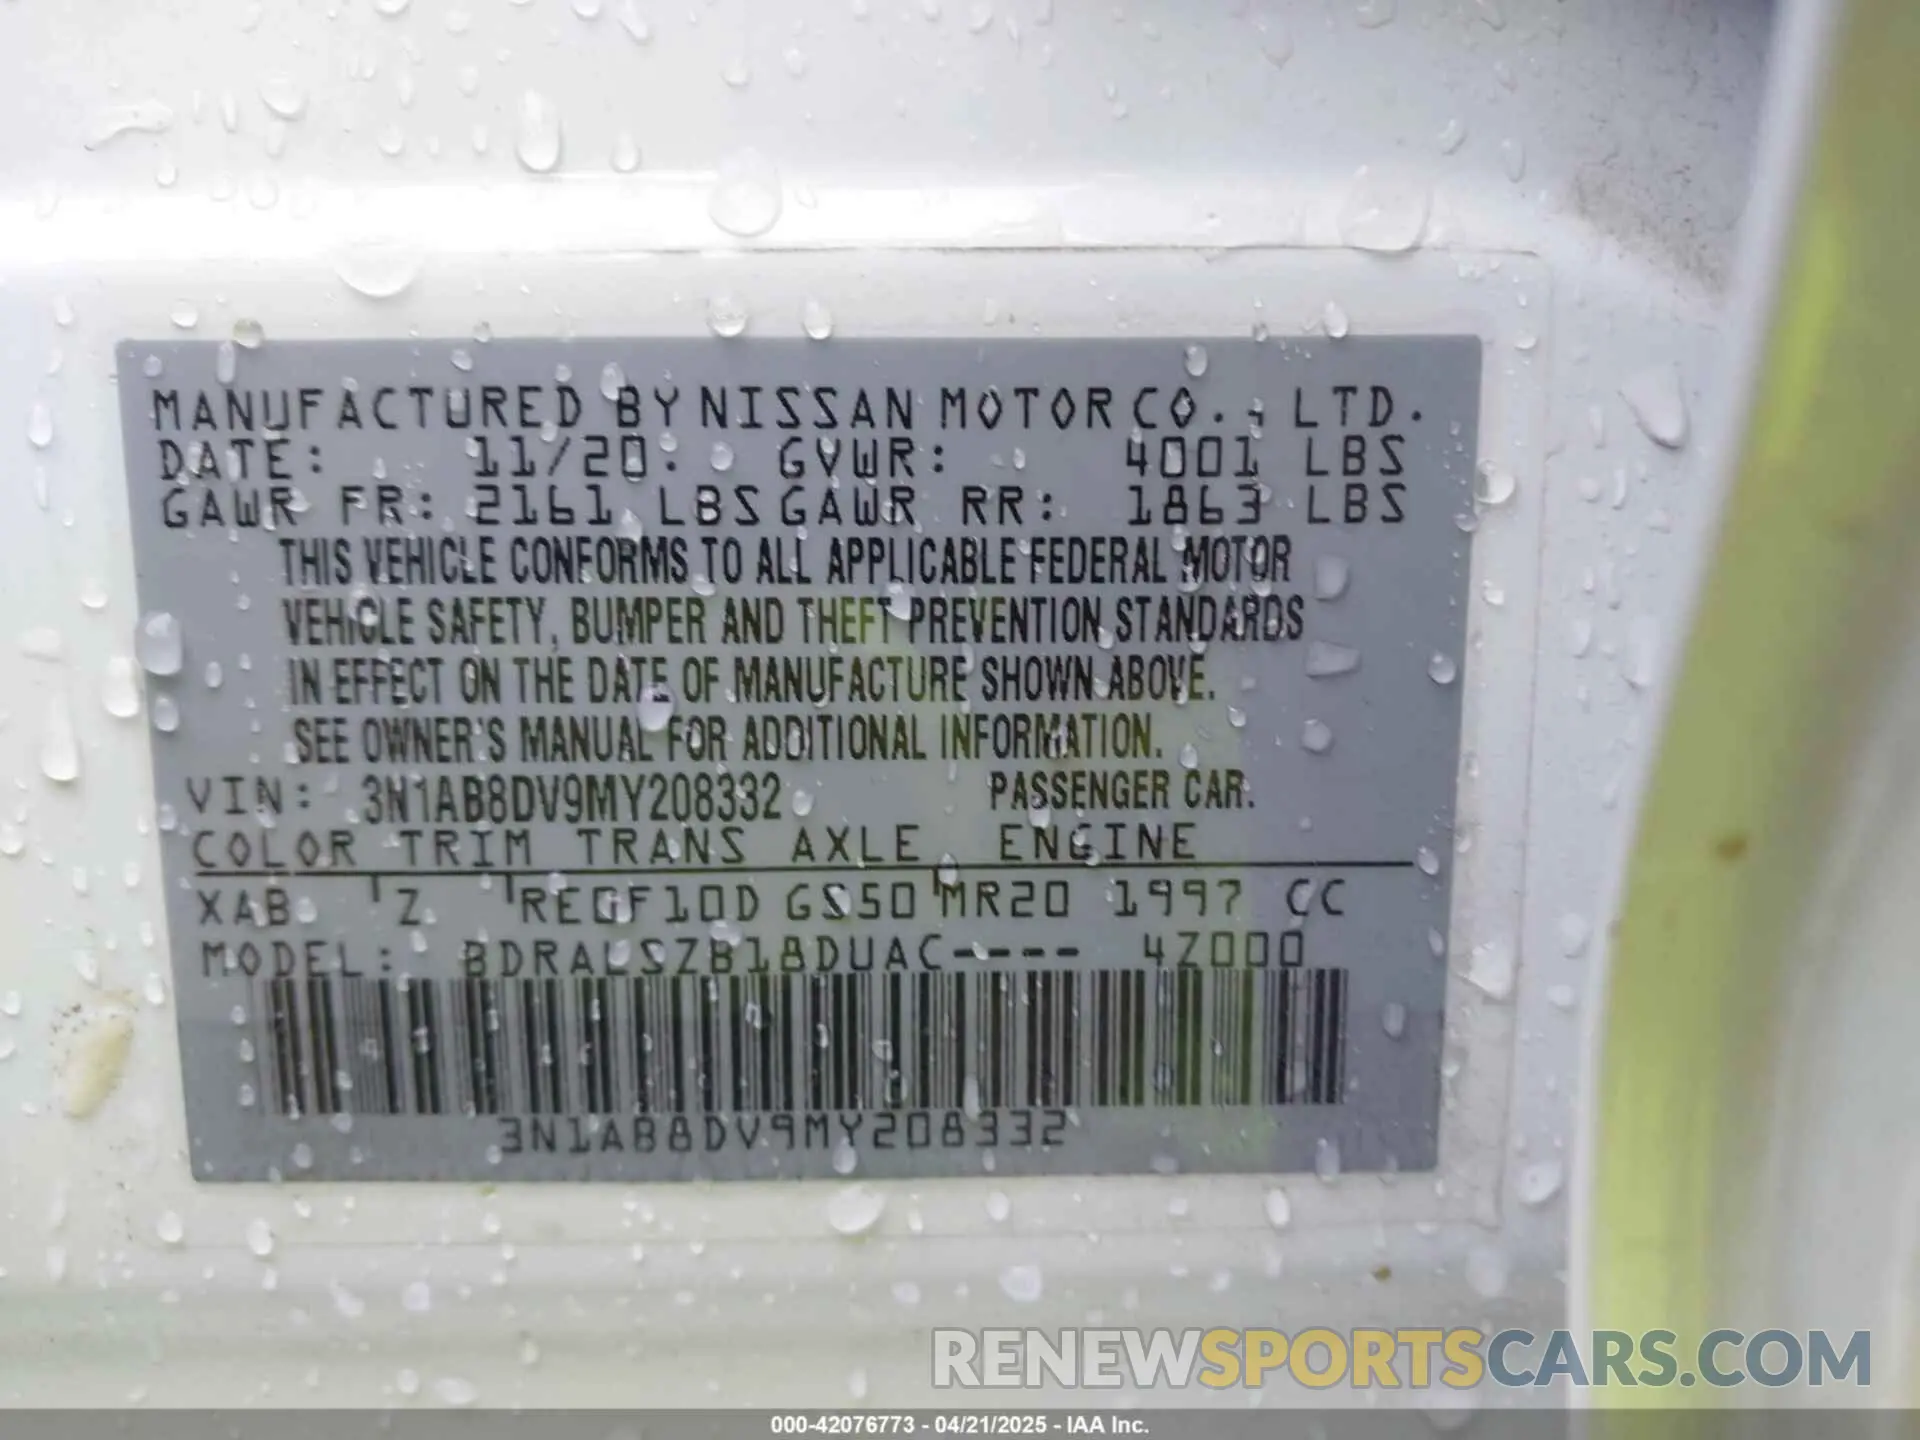 MANUFACTURED BY NISSAN MOTOR CO., LTD.
DATE: 11/20. GVWR: 4001 LBS
GAWR FR: 2161 LBS GAWR RR: 1863 LBS
THIS VEHICLE CONFORMS TO ALL APPLICABLE FEDERAL MOTOR
VEHICLE SAFETY, BUMPER AND THEFT PREVENTION STANDARDS
IN EFFECT ON THE DATE OF MANUFACTURE SHOWN ABOVE.
SEE OWNER'S MANUAL FOR ADDITIONAL INFORMATION.
VIN: 3N1AB8DV9MY208332 PASSENGER CAR.
COLOR TRIM TRANS AXLE ENGINE
XAB Z RE0F10D GS50 MR20 1997 CC
MODEL: BDRALSZB18DUAC---- 4Z000
3N1AB8DV9MY208332
RENEWSPORTSCARS.COM
000-42076773 - 04/21/2025 - IAA Inc.